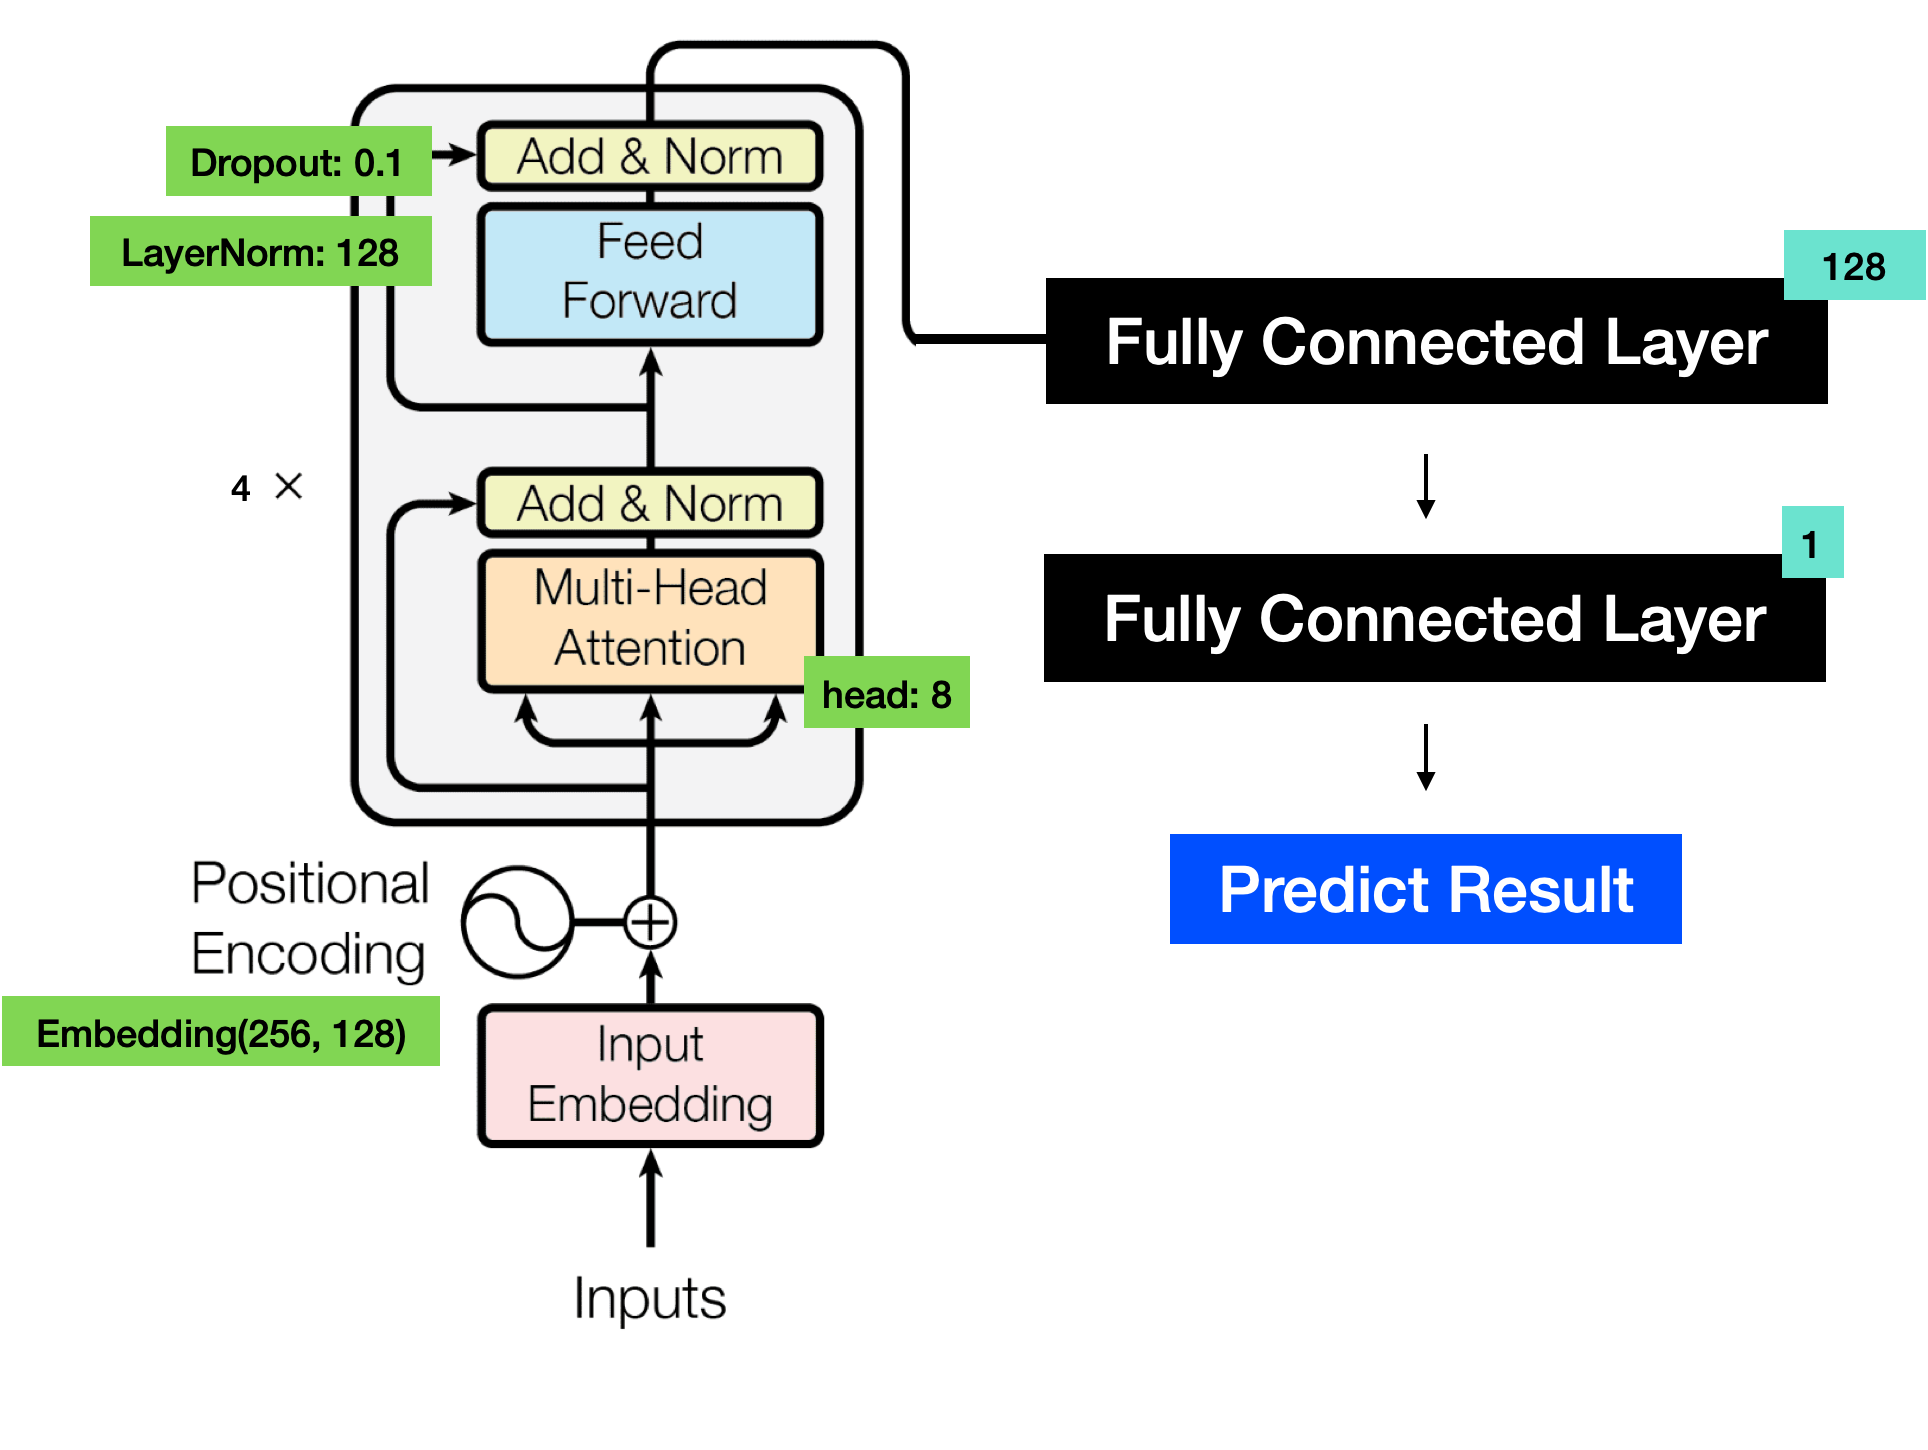 Dropout: 0.1
Add & Norm
LayerNorm: 128
Feed
Forward
4 ×
Add & Norm
Multi-Head
Attention
head: 8
Positional
Encoding
Embedding(256, 128)
Input
Embedding
Inputs
128
Fully Connected Layer
1
Fully Connected Layer
Predict Result